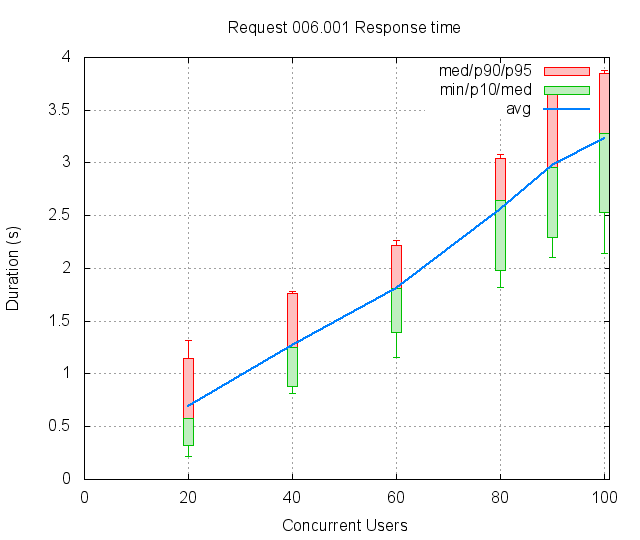 Request 006.001 Response time
med/p90/p95
min/p10/med
avg
4
3.5
3
2.5
2
1.5
1
0.5
0
Duration (s)
0 20 40 60 80 100
Concurrent Users